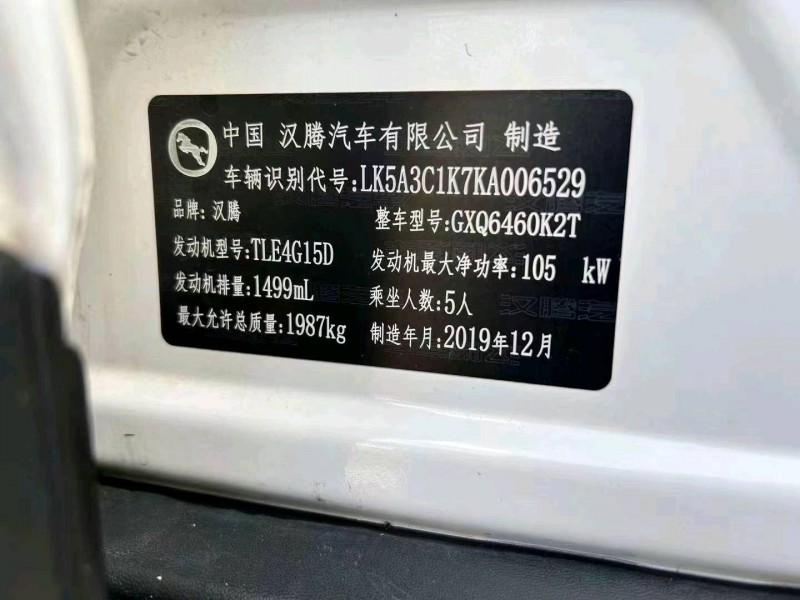 中国 汉腾汽车有限公司 制造
车辆识别代号:LK5A3C1K7KA006529
品牌: 汉腾 整车型号:GXQ6460K2T
发动机型号:TLE4G15D 发动机最大净功率:105 kW
发动机排量:1499mL 乘坐人数:5人
最大允许总质量:1987kg 制造年月:2019年12月